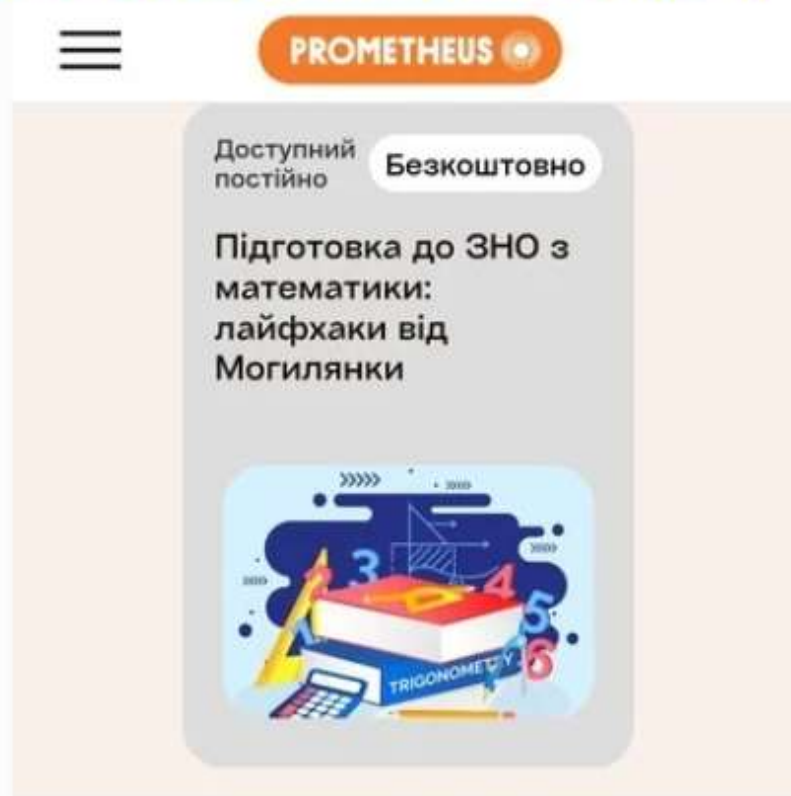 PROMETHEUS
Доступний
постійно
Безкоштовно
Підготовка до ЗНО з
математики:
лайфхаки від
Могилянки
3
4
5
6
TRIGONOMETRY